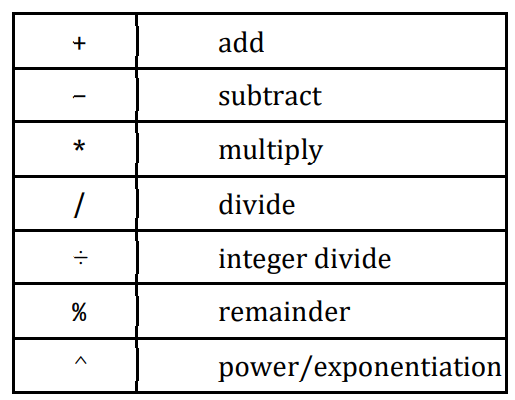 + add
− subtract
* multiply
/ divide
÷ integer divide
% remainder
^ power/exponentiation